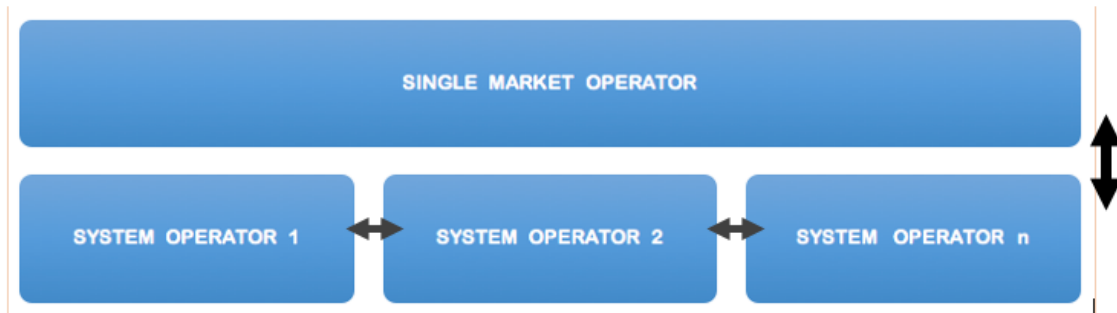 SINGLE MARKET OPERATOR
SYSTEM OPERATOR 1
SYSTEM OPERATOR 2
SYSTEM OPERATOR n